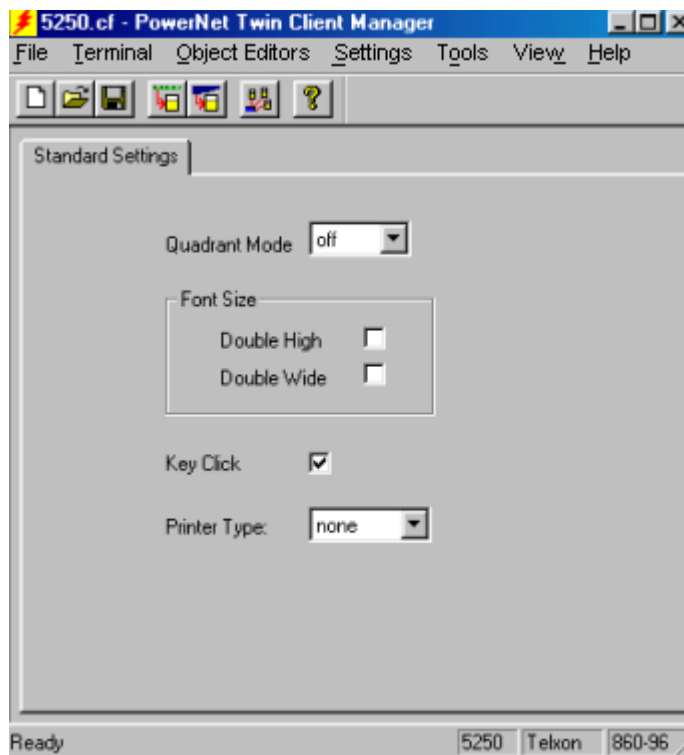 5250.cf - PowerNet Twin Client Manager
File Terminal Object Editors Settings Tools View Help
Standard Settings
Quadrant Mode off
Font Size
Double High
Double Wide
Key Click
Printer Type: none
Ready 5250 Telxon 860-96